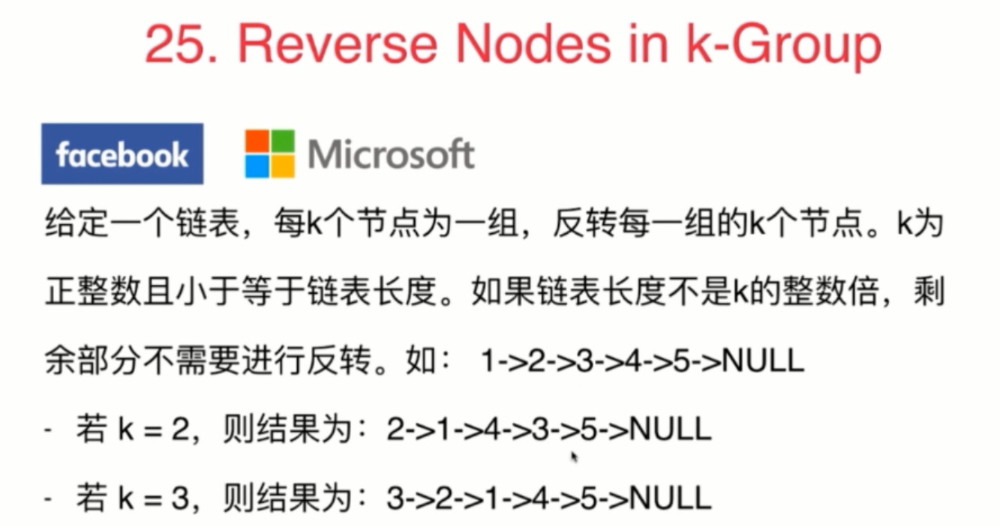 25. Reverse Nodes in k-Group
facebook Microsoft
给定一个链表，每k个节点为一组，反转每一组的k个节点。k为
正整数且小于等于链表长度。如果链表长度不是k的整数倍，剩
余部分不需要进行反转。如： 1->2->3->4->5->NULL
- 若 k = 2，则结果为：2->1->4->3->5->NULL
- 若 k = 3，则结果为：3->2->1->4->5->NULL